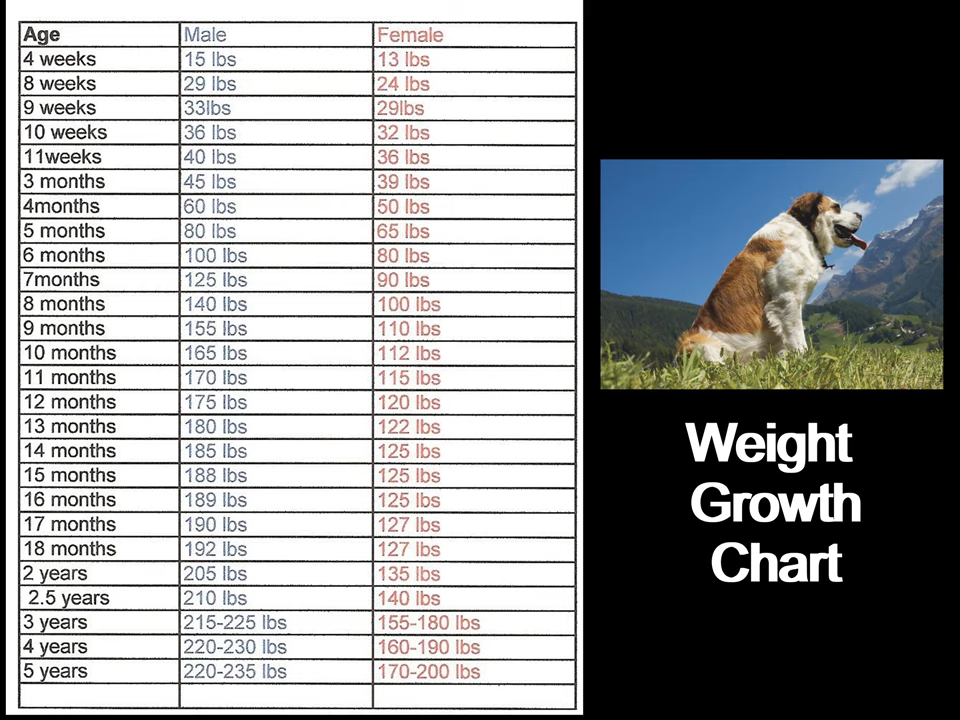 Age Male Female
4 weeks 15 lbs 13 lbs
8 weeks 29 lbs 24 lbs
9 weeks 33lbs 29lbs
10 weeks 36 lbs 32 lbs
11weeks 40 lbs 36 lbs
3 months 45 lbs 39 lbs
4months 60 lbs 50 lbs
5 months 80 lbs 65 lbs
6 months 100 lbs 80 lbs
7months 125 lbs 90 lbs
8 months 140 lbs 100 lbs
9 months 155 lbs 110 lbs
10 months 165 lbs 112 lbs
11 months 170 lbs 115 lbs
12 months 175 lbs 120 lbs
13 months 180 lbs 122 lbs
14 months 185 lbs 125 lbs
15 months 188 lbs 125 lbs
16 months 189 lbs 125 lbs
17 months 190 lbs 127 lbs
18 months 192 lbs 127 lbs
2 years 205 lbs 135 lbs
2.5 years 210 lbs 140 lbs
3 years 215-225 lbs 155-180 lbs
4 years 220-230 lbs 160-190 lbs
5 years 220-235 lbs 170-200 lbs
Weight
Growth
Chart